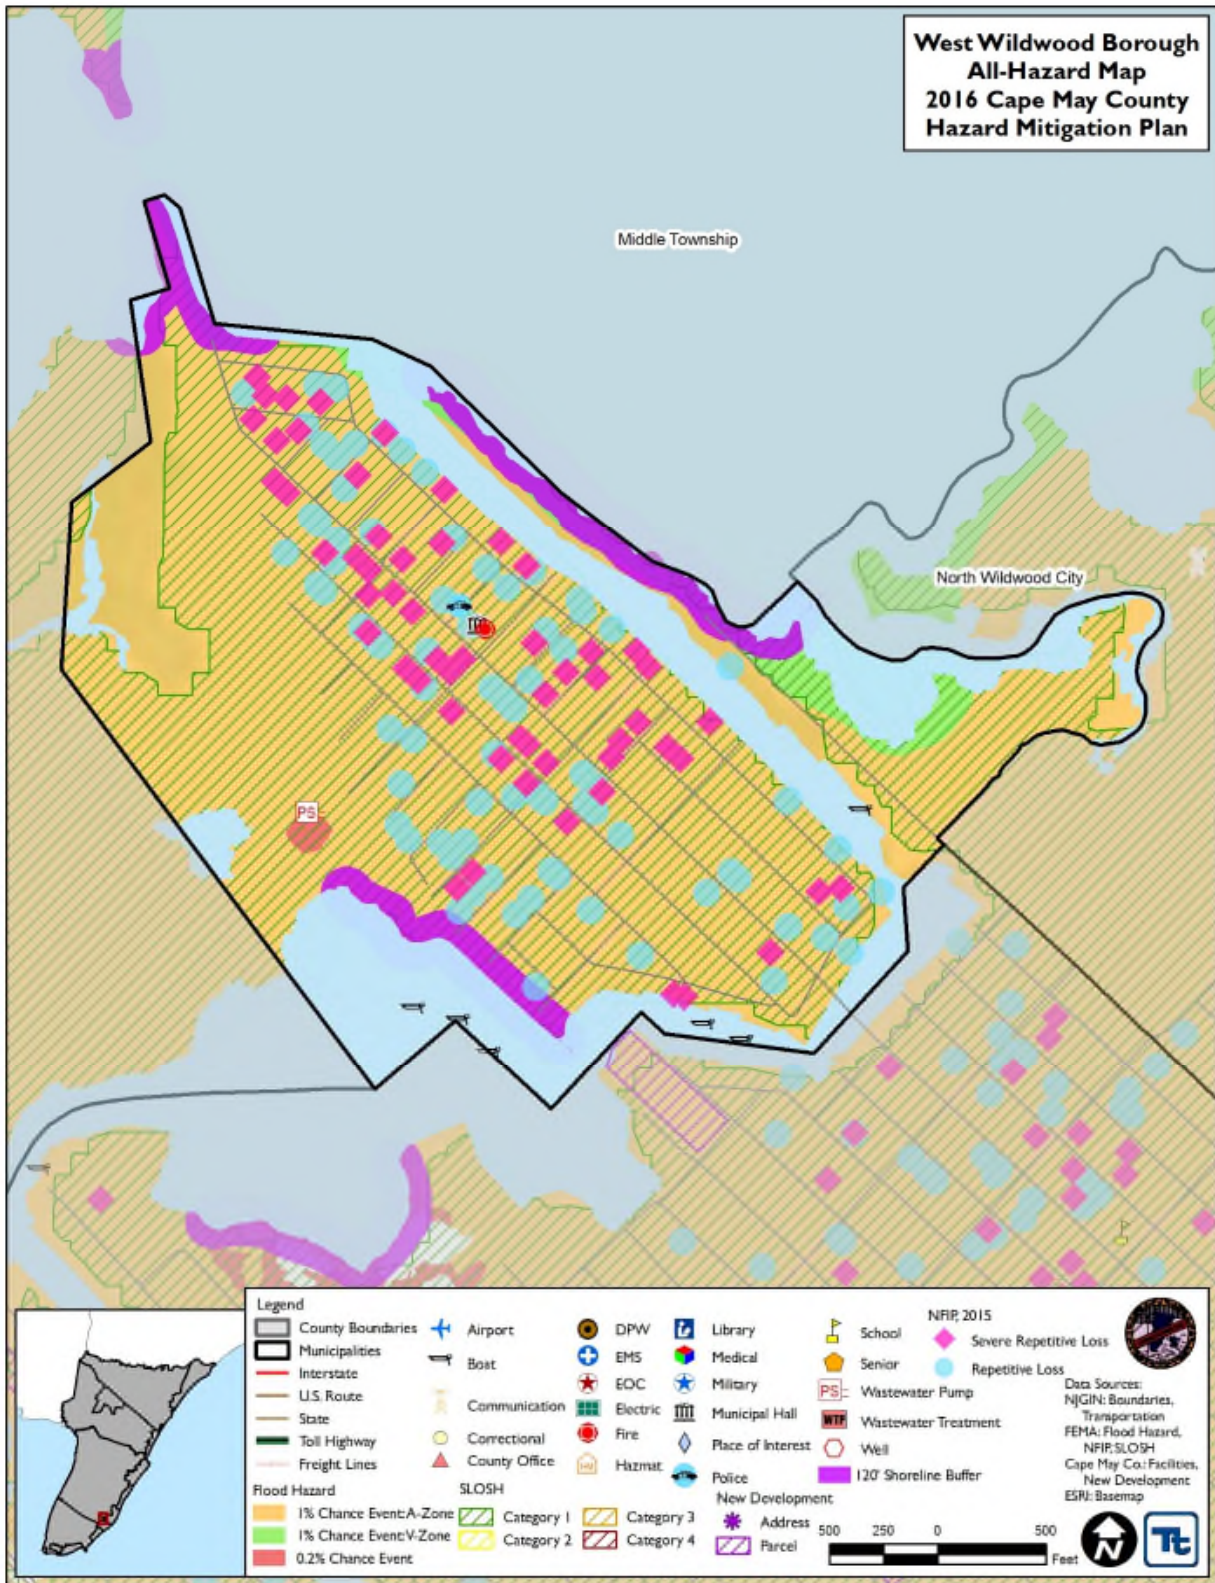 West Wildwood Borough
All-Hazard Map
2016 Cape May County
Hazard Mitigation Plan
Middle Township
North Wildwood City
PS
Legend
County Boundaries
Municipalities
Interstate
U.S. Route
State
Toll Highway
Freight Lines
Flood Hazard
1% Chance Event:A-Zone
1% Chance Event:V-Zone
0.2% Chance Event
Airport
Boat
Communication
Correctional
County Office
SLOSH
Category 1
Category 2
Category 3
Category 4
DPW
EMS
EOC
Electric
Fire
Hazmat
Library
Medical
Military
Municipal Hall
Place of Interest
Police
New Development
Address
Parcel
School
Senior
PS
Wastewater Pump
WTP
Wastewater Treatment
Well
120' Shoreline Buffer
NFIP, 2015
Severe Repetitive Loss
Repetitive Loss
Data Sources:
NJGIN: Boundaries,
Transportation
FEMA: Flood Hazard,
NFIP, SLOSH
Cape May Co.: Facilities,
New Development
ESRI: Basemap
500
250
0
500
Feet
N
Tt